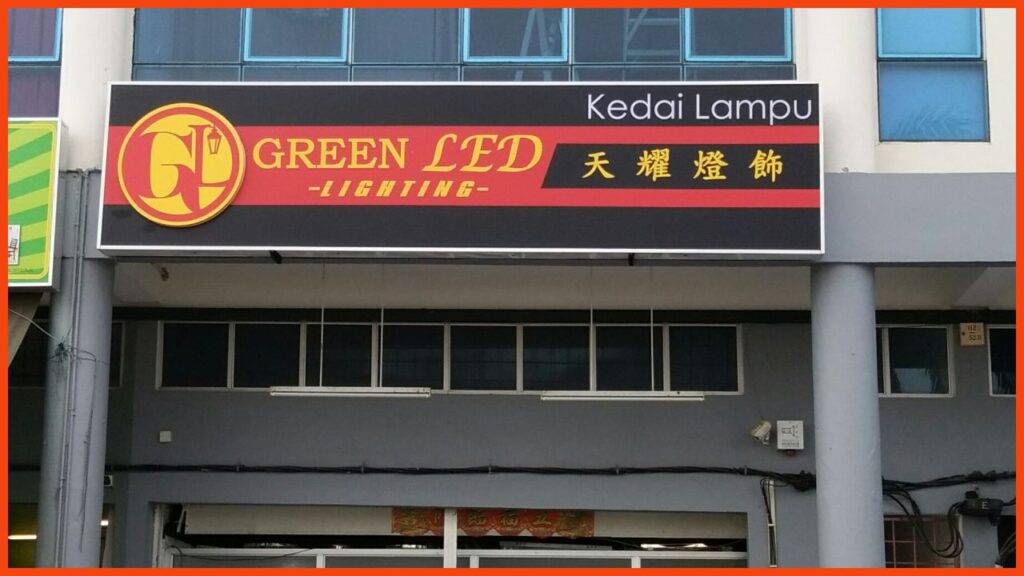 Kedai Lampu
GREEN LED
-LIGHTING-
天耀燈飾